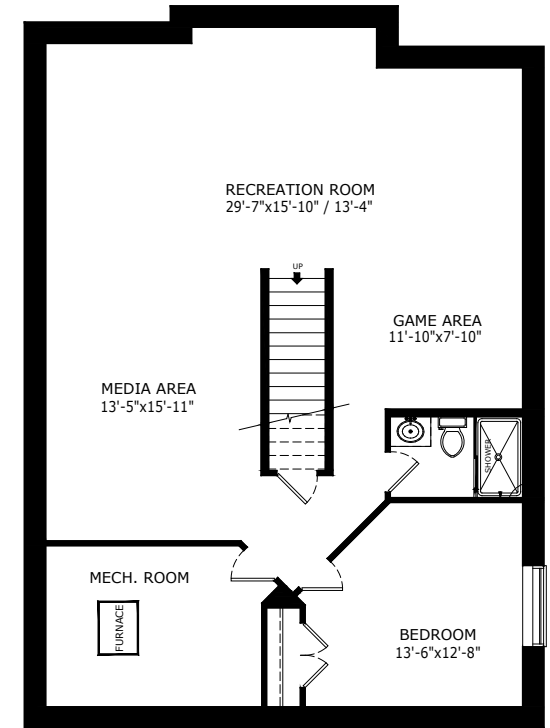 RECREATION ROOM
29'-7"x15'-10" / 13'-4"
UP
GAME AREA
11'-10"x7'-10"
MEDIA AREA
13'-5"x15'-11"
SHOWER
MECH. ROOM
FURNACE
BEDROOM
13'-6"x12'-8"